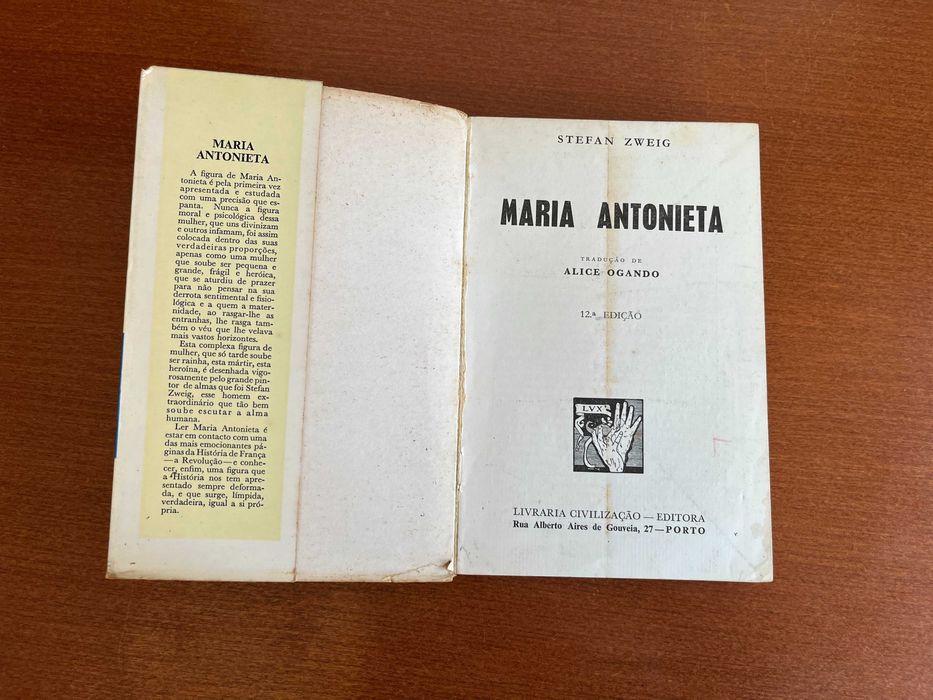 MARIA
ANTONIETA
A figura de Maria An-
tonieta é pela primeira vez
apresentada e estudada
com uma precisão que es-
panta. Nunca a figura
moral e psicológica dessa
mulher, que uns divinizam
e outros infamam, foi assim
colocada dentro das suas
verdadeiras proporções,
apenas como uma mulher
que soube ser pequena e
grande, frágil e heróica,
que se aturdiu de prazer
para não pensar na sua
derrota sentimental e fisio-
lógica e a quem a mater-
nidade, ao rasgar-lhe as
entranhas, lhe rasga tam-
bém o véu que lhe velava
mais vastos horizontes.
Esta complexa figura de
mulher, que só tarde soube
ser rainha, esta mártir, esta
heroína, é desenhada vigo-
rosamente pelo grande pin-
tor de almas que foi Stefan
Zweig, esse homem ex-
traordinário que tão bem
soube escutar a alma
humana.
Ler Maria Antonieta é
estar em contacto com uma
das mais emocionantes pá-
ginas da História de França
—a Revolução—e conhe-
cer, enfim, uma figura que
a História nos tem apre-
sentado sempre deforma-
da, e que surge, límpida,
verdadeira, igual a si pró-
pria.
STEFAN ZWEIG
MARIA ANTONIETA
TRADUÇÃO DE
ALICE OGANDO
12.ª EDIÇÃO
LVX
LIVRARIA CIVILIZAÇÃO — EDITORA
Rua Alberto Aires de Gouveia, 27 — PORTO